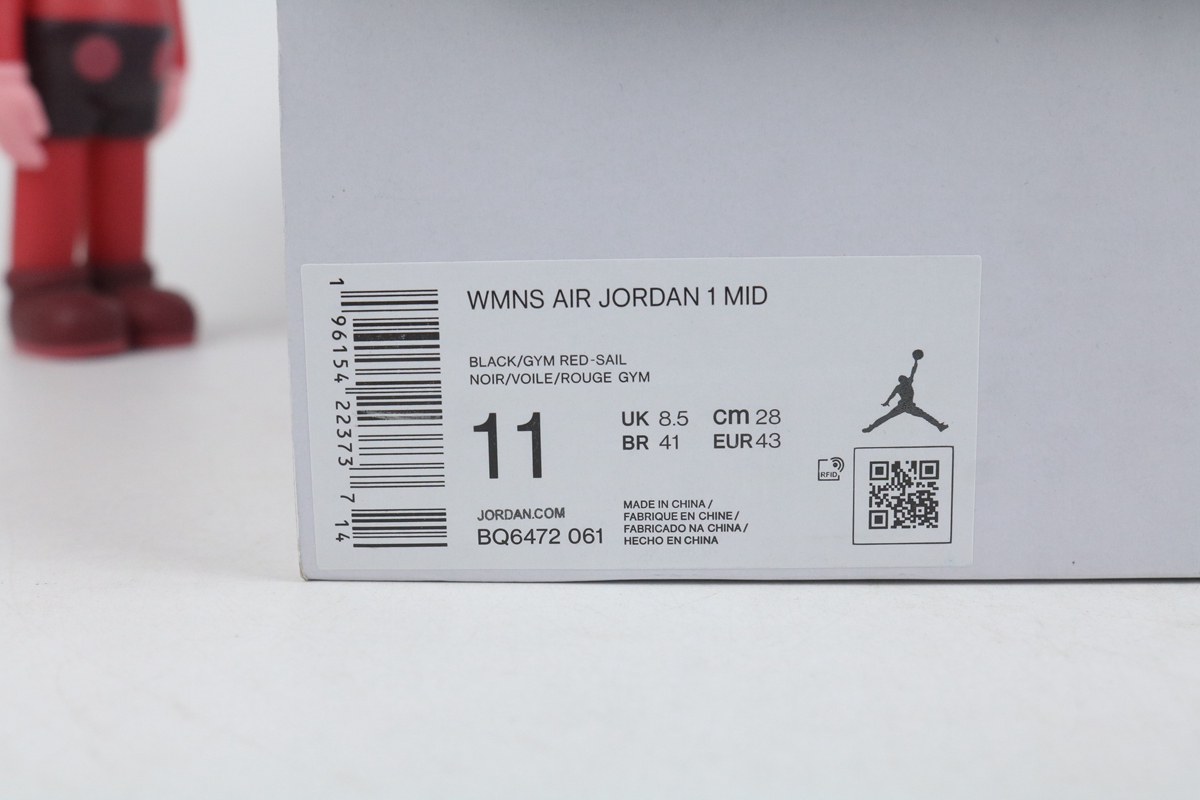 WMNS AIR JORDAN 1 MID
BLACK/GYM RED-SAIL
NOIR/VOILE/ROUGE GYM
11
UK 8.5 cm 28
BR 41 EUR 43
JORDAN.COM
BQ6472 061
MADE IN CHINA /
FABRIQUE EN CHINE /
FABRICADO NA CHINA /
HECHO EN CHINA
RFID
1 96154 22373 7 14